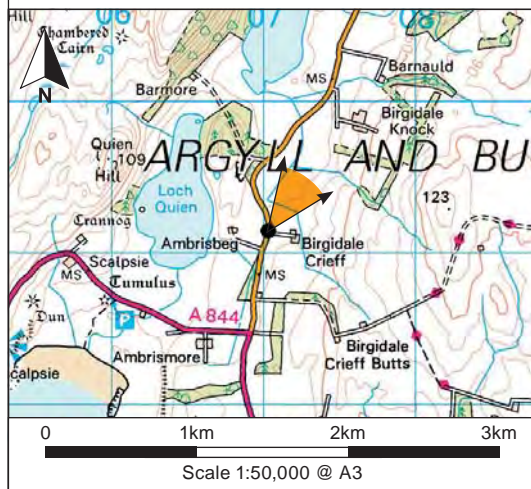 06 07 08
Hill
Chambered
Cairn
N
Barmore
MS
Barnauld
Birgidale
Knock
Quien
109
Hill
ARGYLL AND BU
Loch
Quien
123
Crannog
Ambrisbeg
Birgidale
Crieff
Scalpsie
MS
MS
Tumulus
Dun
P
A 844
calpsie
Ambrismore
Birgidale
Crieff Butts
0 1km 2km 3km
Scale 1:50,000 @ A3